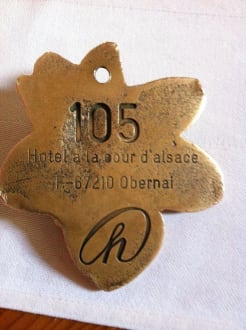 105
Hotel à la cour d'alsace
F-67210 Obernai
h